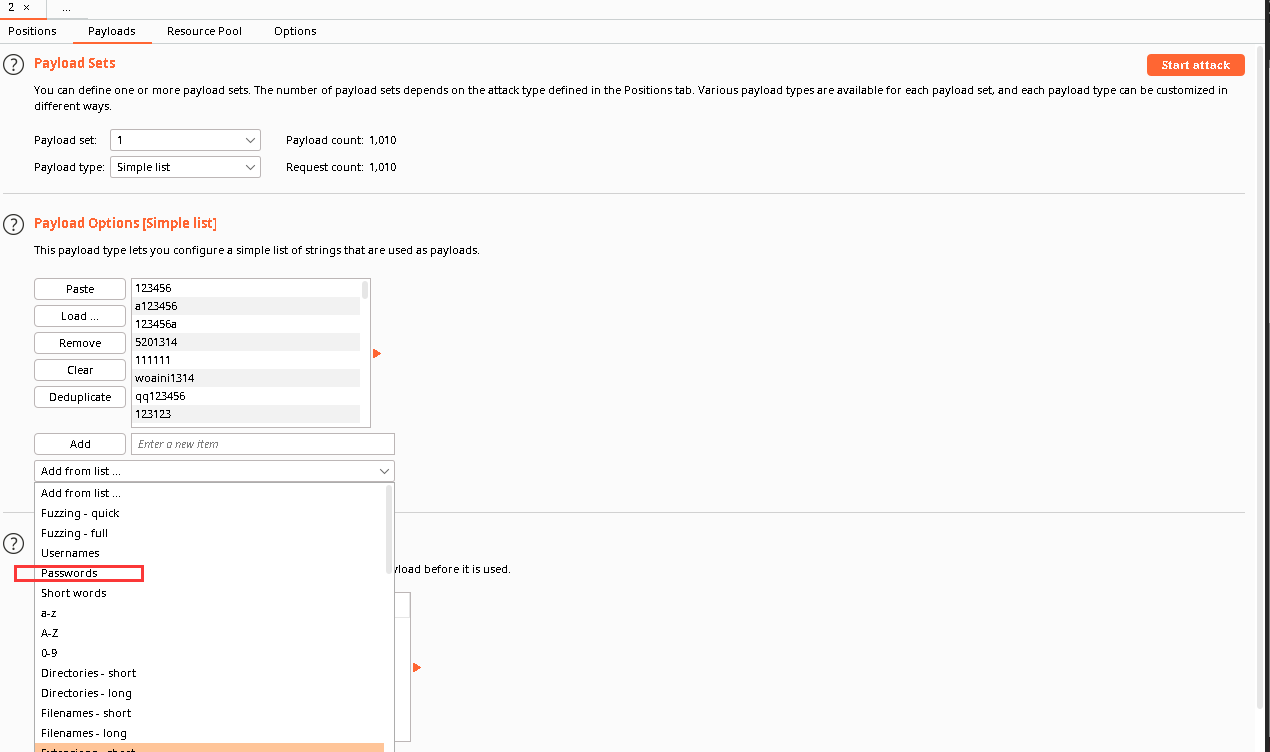 2 ×
...
Positions Payloads Resource Pool Options
? Payload Sets
Start attack
You can define one or more payload sets. The number of payload sets depends on the attack type defined in the Positions tab. Various payload types are available for each payload set, and each payload type can be customized in
different ways.
Payload set: 1 Payload count: 1,010
Payload type: Simple list Request count: 1,010
? Payload Options [Simple list]
This payload type lets you configure a simple list of strings that are used as payloads.
Paste
Load ...
Remove
Clear
Deduplicate
123456
a123456
123456a
5201314
111111
woaini1314
qq123456
123123
Add Enter a new item
Add from list ...
Add from list ...
Fuzzing - quick
Fuzzing - full
Usernames
?
Passwords
yload before it is used.
Short words
a-z
A-Z
0-9
Directories - short
Directories - long
Filenames - short
Filenames - long